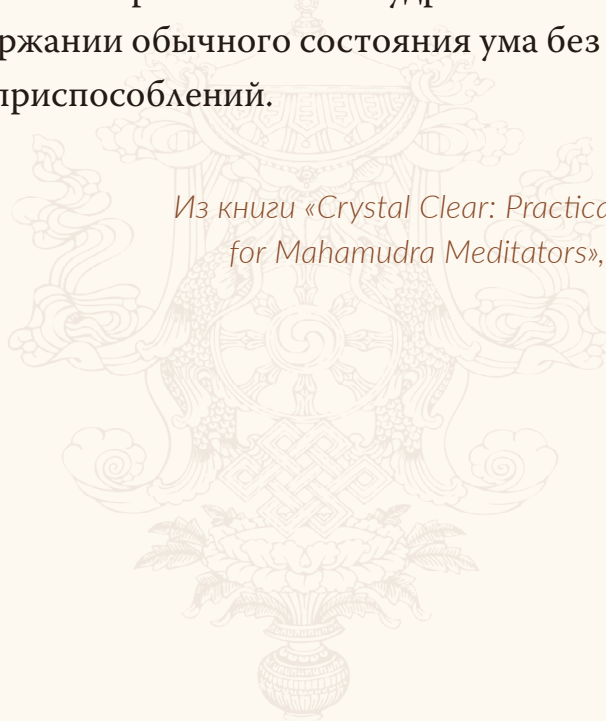 ржании обычного состояния ума без
приспособлений.
Из книги «Crystal Clear: Practica
for Mahamudra Meditators»,